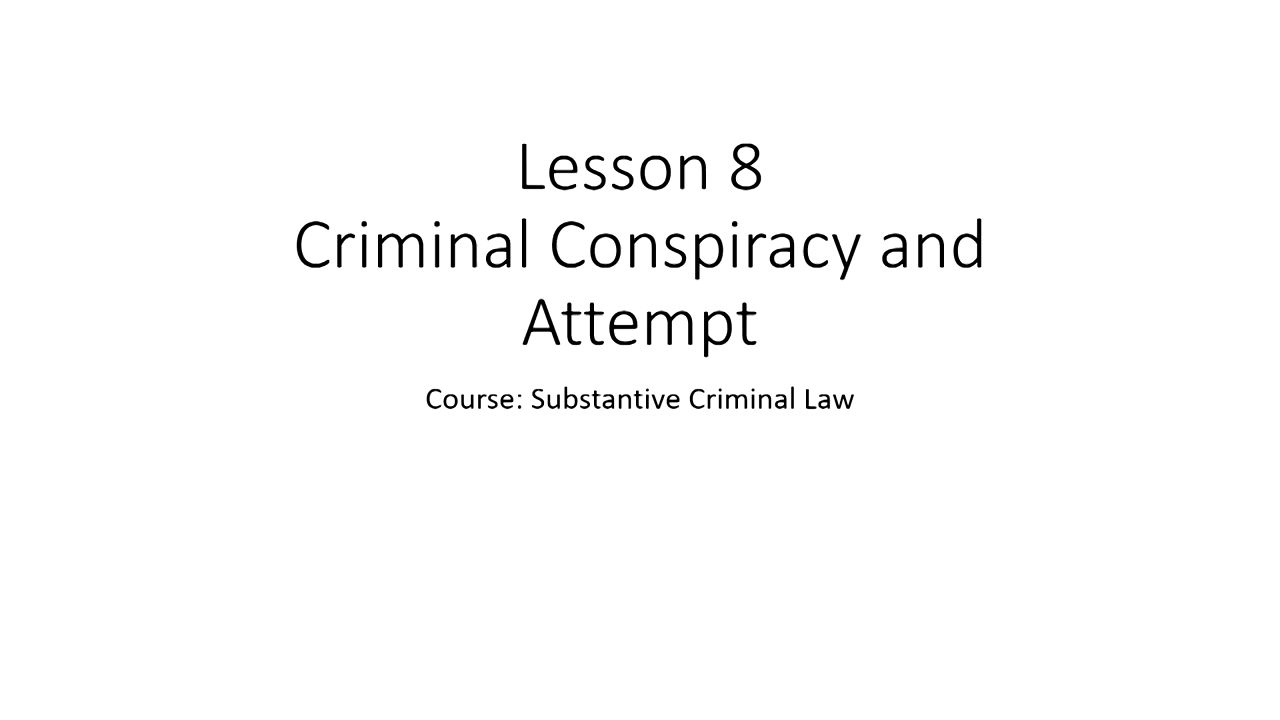 Lesson 8
Criminal Conspiracy and
Attempt
Course: Substantive Criminal Law